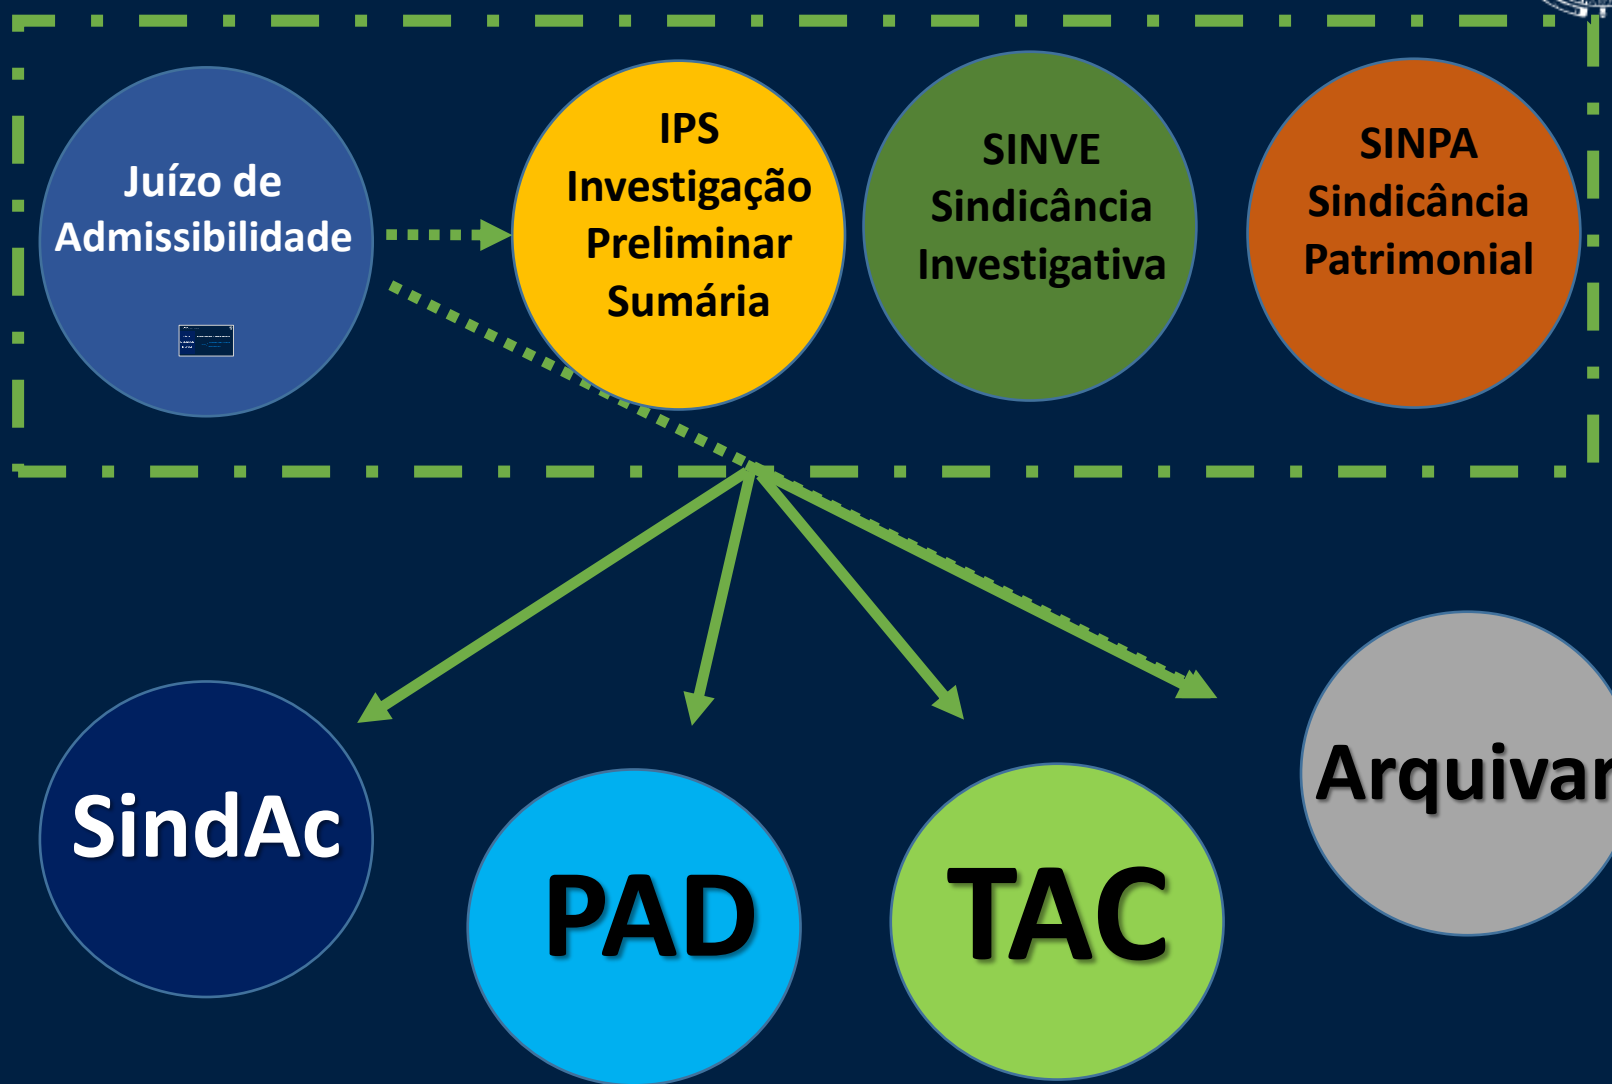 Juízo de
Admissibilidade
IPS
Investigação
Preliminar
Sumária
SINVE
Sindicância
Investigativa
SINPA
Sindicância
Patrimonial
SindAc
PAD
TAC
Arquivar